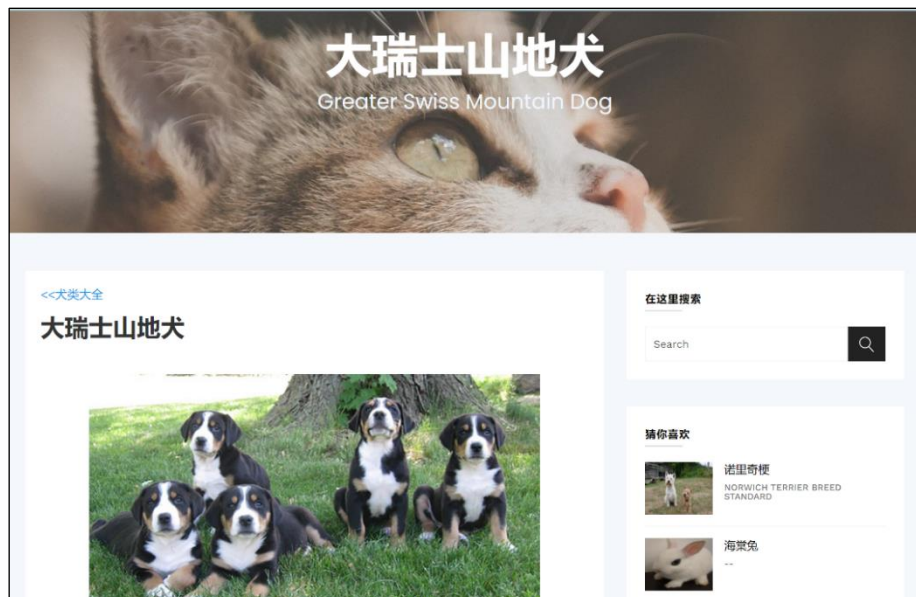 大瑞士山地犬
Greater Swiss Mountain Dog
<<犬类大全
大瑞士山地犬
在这里搜索
Search
猜你喜欢
诺里奇梗
NORWICH TERRIER BREED
STANDARD
海棠兔
--